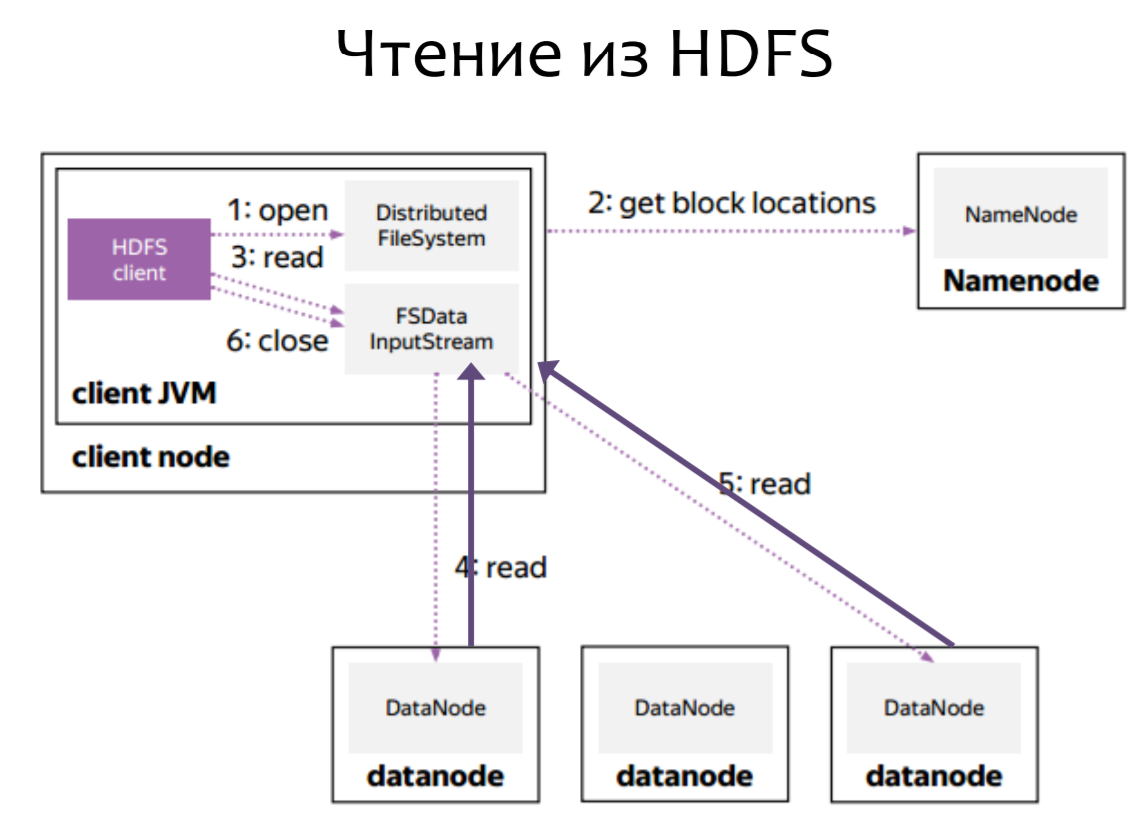 Чтение из HDFS
1: open
Distributed
FileSystem
2: get block locations
NameNode
HDFS
client
3: read
Namenode
FSData
InputStream
6: close
client JVM
client node
5: read
4: read
DataNode
DataNode
DataNode
datanode
datanode
datanode